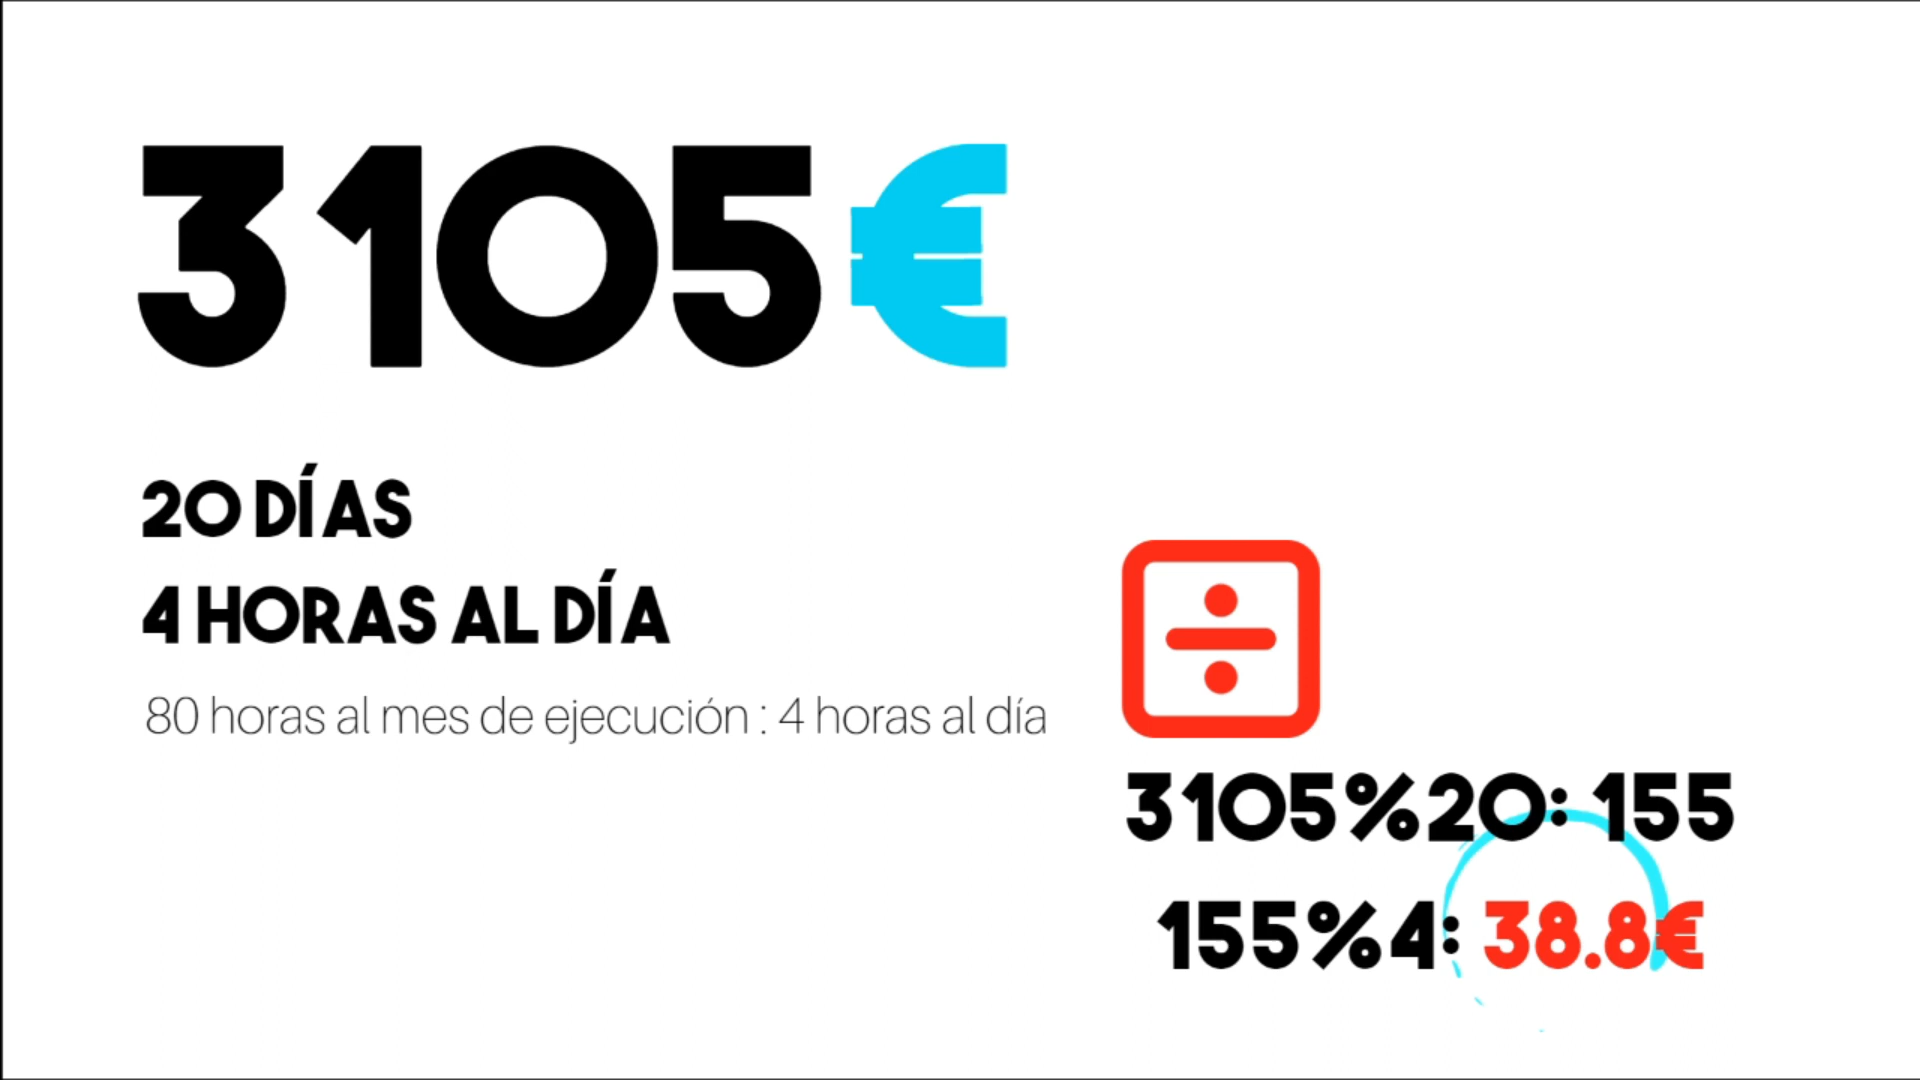 3105€
20 DÍAS
4 HORAS AL DÍA
80 horas al mes de ejecución : 4 horas al día
3105%20: 155
155%4: 38.8€